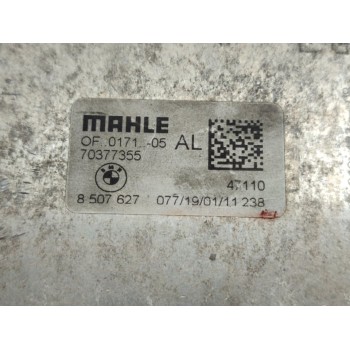 MAHLE
OF 0171 -05 AL
70377355
47110
8 507 627 077/19/01/11 238